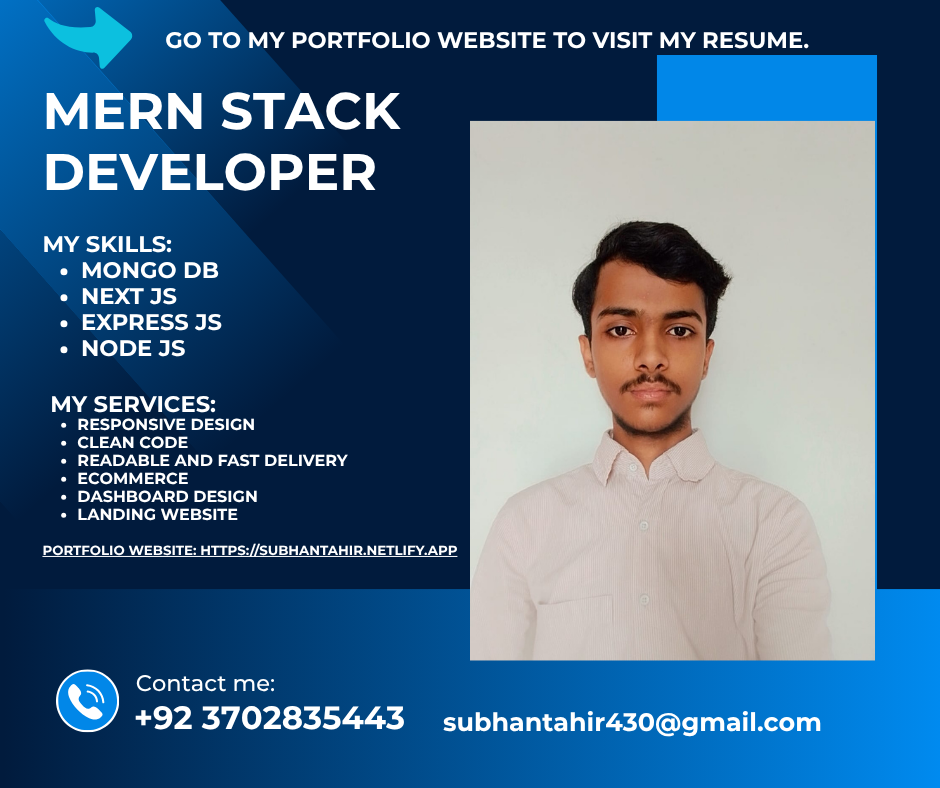 GO TO MY PORTFOLIO WEBSITE TO VISIT MY RESUME.
MERN STACK
DEVELOPER
MY SKILLS:
• MONGO DB
• NEXT JS
• EXPRESS JS
• NODE JS
MY SERVICES:
• RESPONSIVE DESIGN
• CLEAN CODE
• READABLE AND FAST DELIVERY
• ECOMMERCE
• DASHBOARD DESIGN
• LANDING WEBSITE
PORTFOLIO WEBSITE: HTTPS://SUBHANTAHIR.NETLIFY.APP
Contact me:
+92 3702835443
subhantahir430@gmail.com